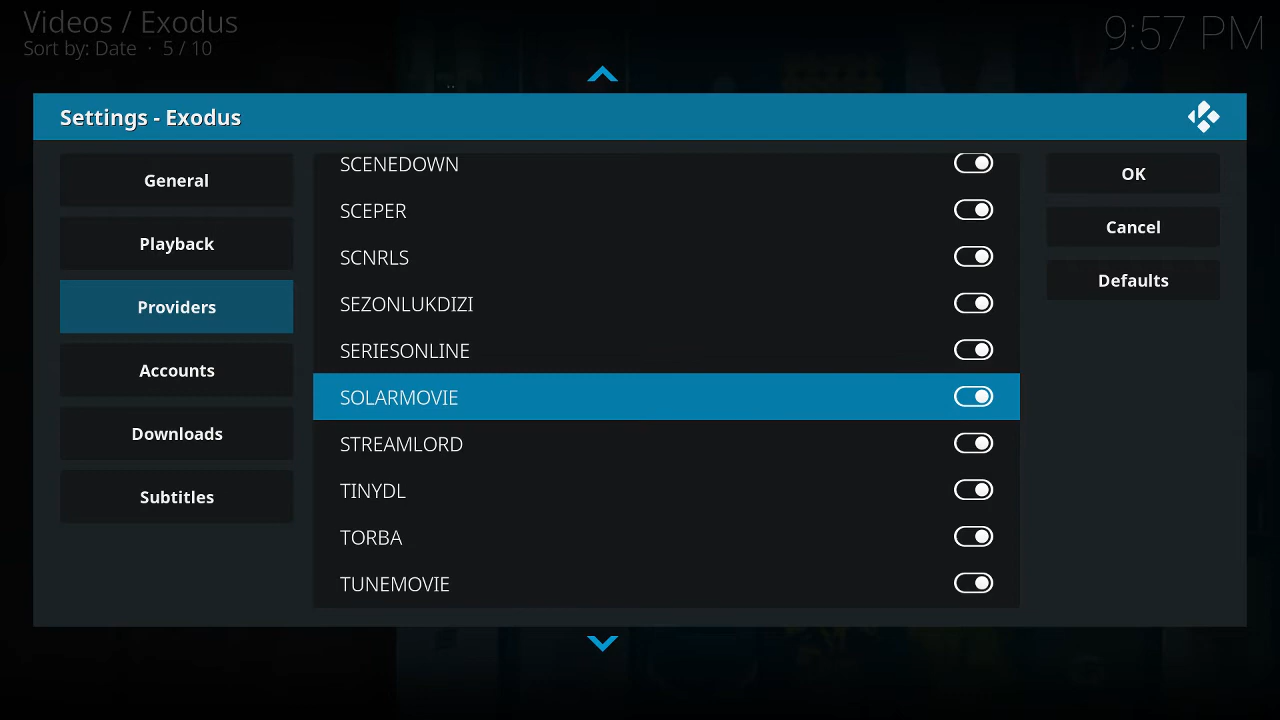 Videos / Exodus
Sort by: Date · 5 / 10
9:57 PM
..
Settings - Exodus
General
Playback
Providers
Accounts
Downloads
Subtitles
SCENEDOWN
SCEPER
SCNRLS
SEZONLUKDIZI
SERIESONLINE
SOLARMOVIE
STREAMLORD
TINYDL
TORBA
TUNEMOVIE
OK
Cancel
Defaults